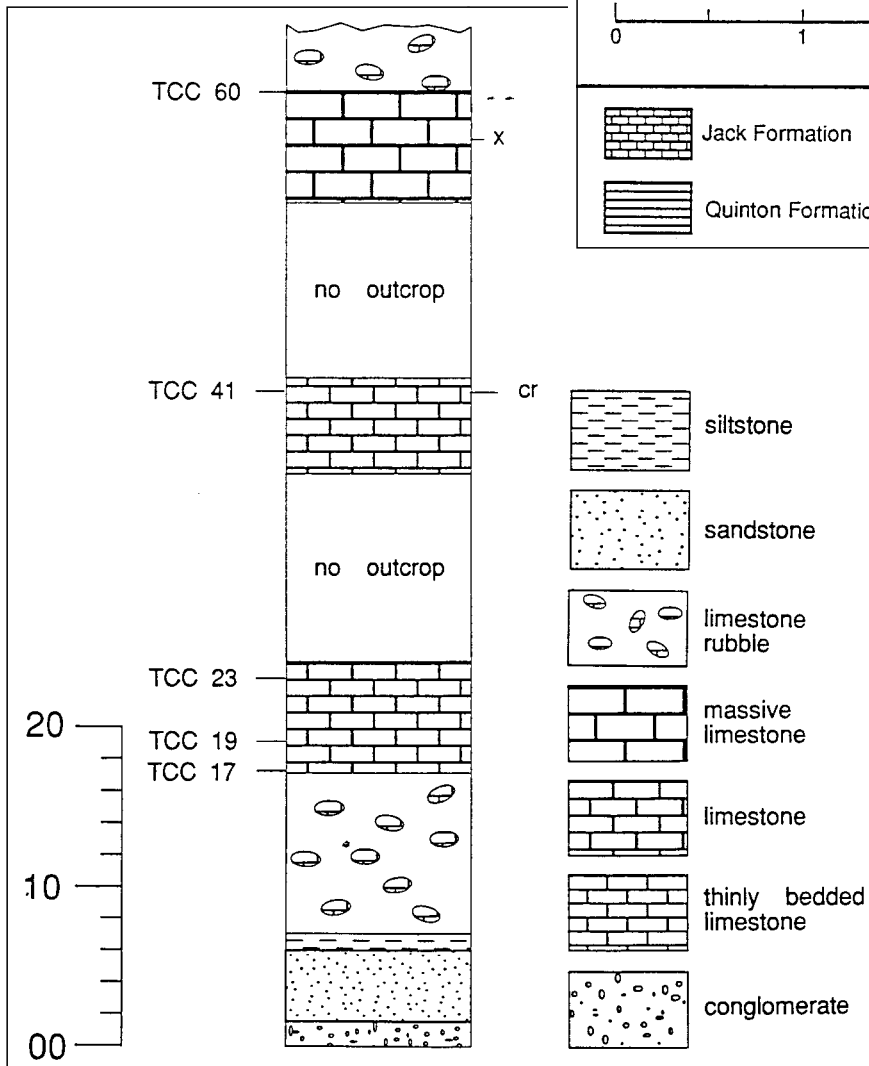 0 1
Jack Formation
Quinton Formatio
TCC 60
x
no outcrop
TCC 41
cr
no outcrop
TCC 23
TCC 19
TCC 17
20
10
00
siltstone
sandstone
limestone
rubble
massive
limestone
limestone
thinly bedded
limestone
conglomerate